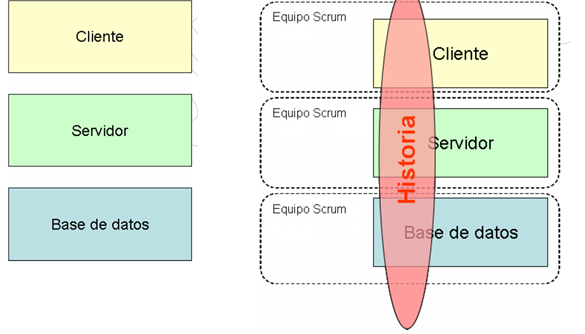 Cliente
Servidor
Base de datos
Equipo Scrum
Cliente
Equipo Scrum
Servidor
Equipo Scrum
Base de datos
Historia